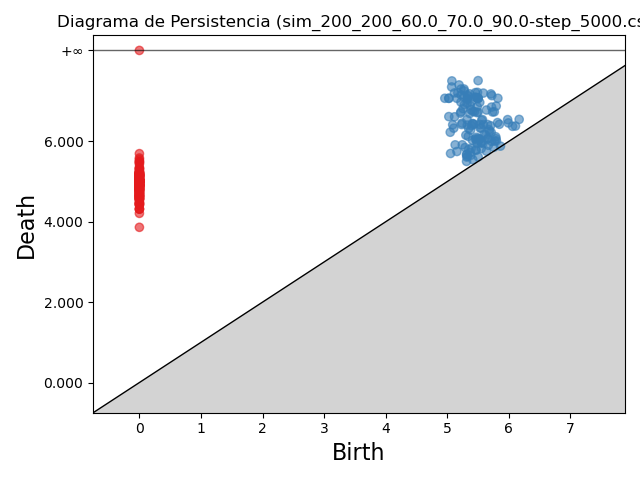 Diagrama de Persistencia (sim_200_200_60.0_70.0_90.0-step_5000.cs
+∞
6.000
4.000
2.000
0.000
Death
0 1 2 3 4 5 6 7
Birth